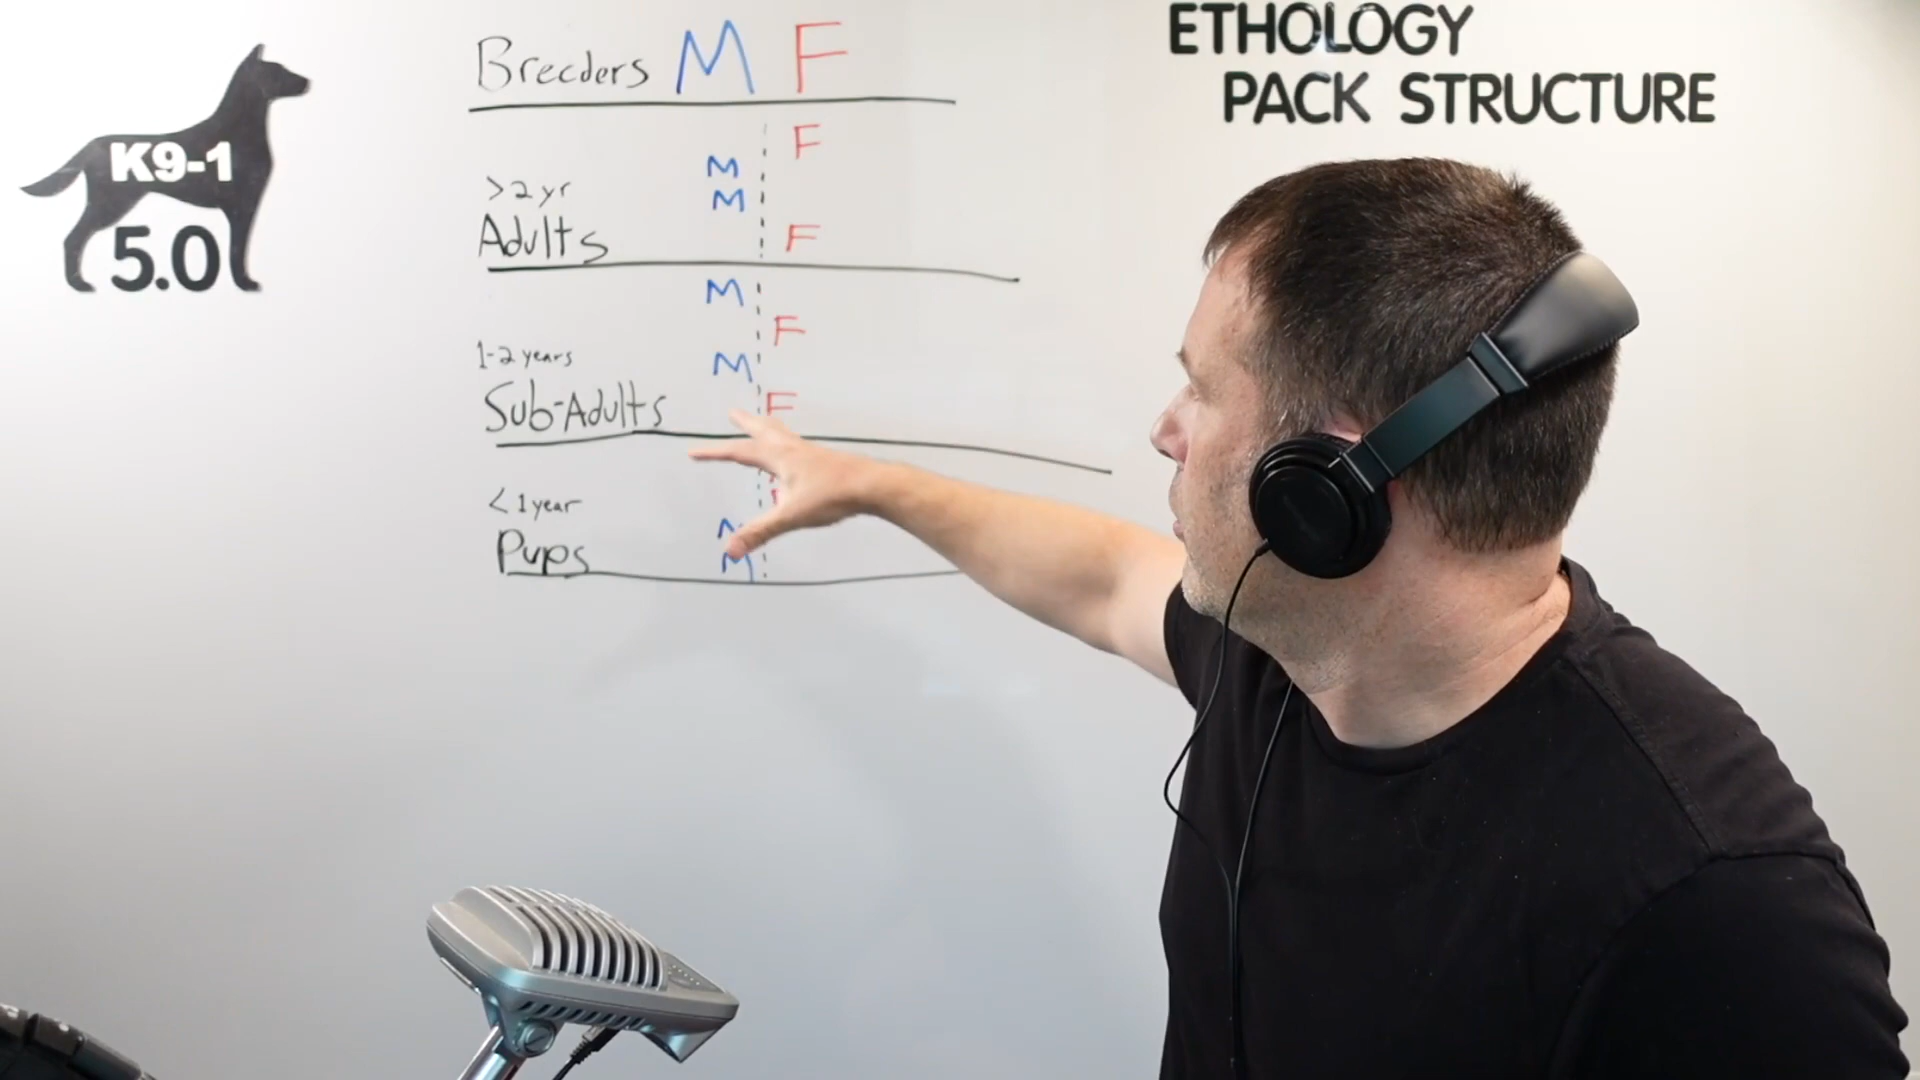 ETHOLOGY
PACK STRUCTURE
K9-1
5.0
Breeders M F
F
M
>2yr M
Adults F
M
F
1-2 years M
Sub-Adults F
<1year
M
Pups M